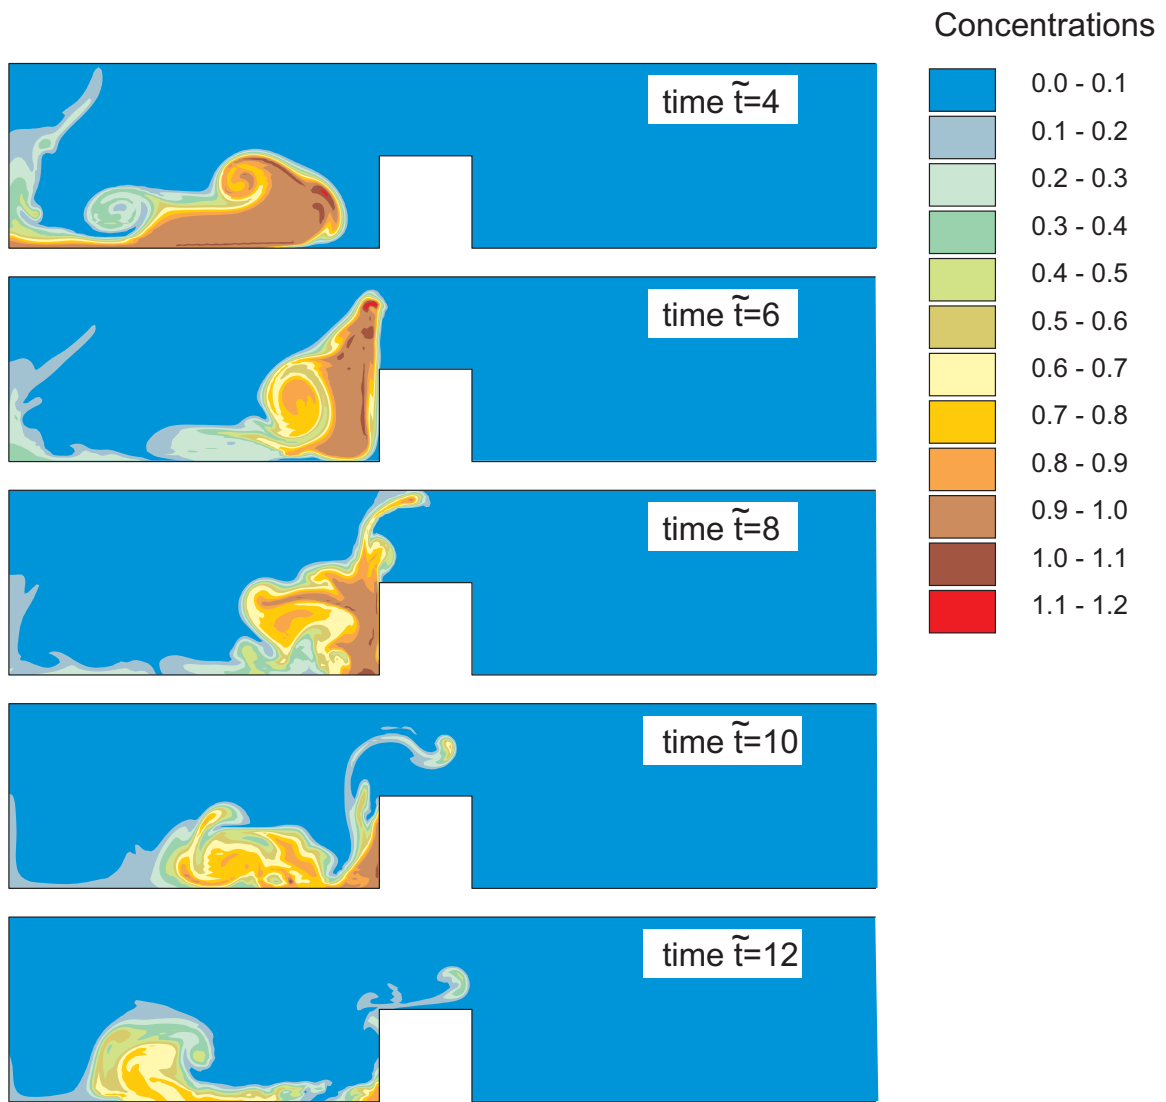 Concentrations
0.0 - 0.1
0.1 - 0.2
0.2 - 0.3
0.3 - 0.4
0.4 - 0.5
0.5 - 0.6
0.6 - 0.7
0.7 - 0.8
0.8 - 0.9
0.9 - 1.0
1.0 - 1.1
1.1 - 1.2
time t̃=4
time t̃=6
time t̃=8
time t̃=10
time t̃=12